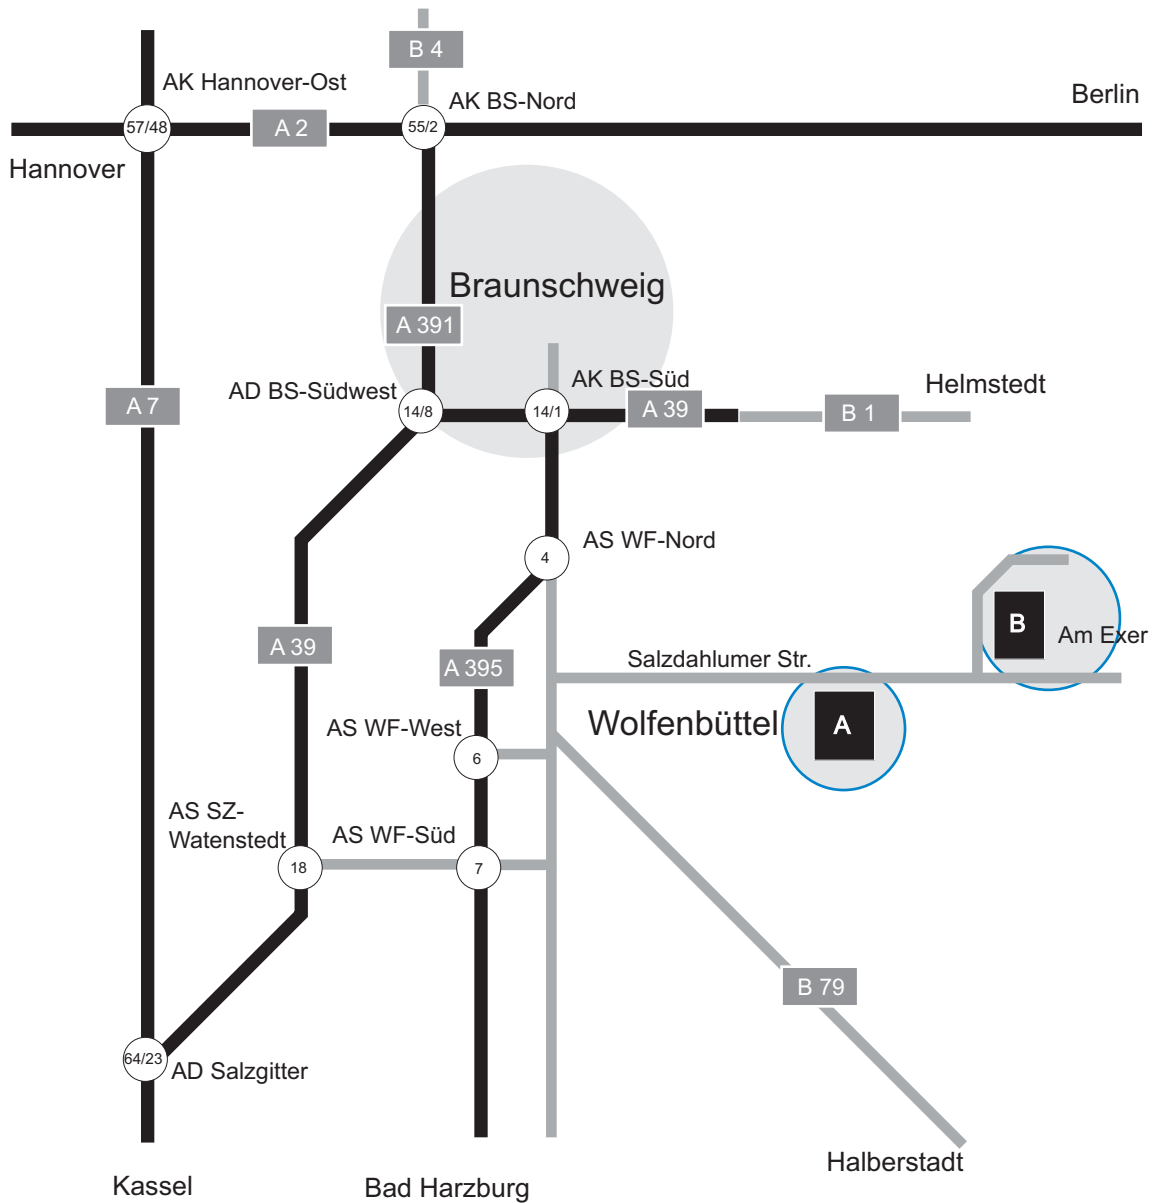 B 4
AK Hannover-Ost
AK BS-Nord
Berlin
57/48
A 2
55/2
Hannover
Braunschweig
A 391
AD BS-Südwest
AK BS-Süd
Helmstedt
A 7
14/8
14/1
A 39
B 1
AS WF-Nord
4
B
Am Exer
A 39
A 395
Salzdahlumer Str.
AS WF-West
Wolfenbüttel
A
6
AS SZ-
Watenstedt
AS WF-Süd
18
7
B 79
64/23
AD Salzgitter
Halberstadt
Kassel
Bad Harzburg